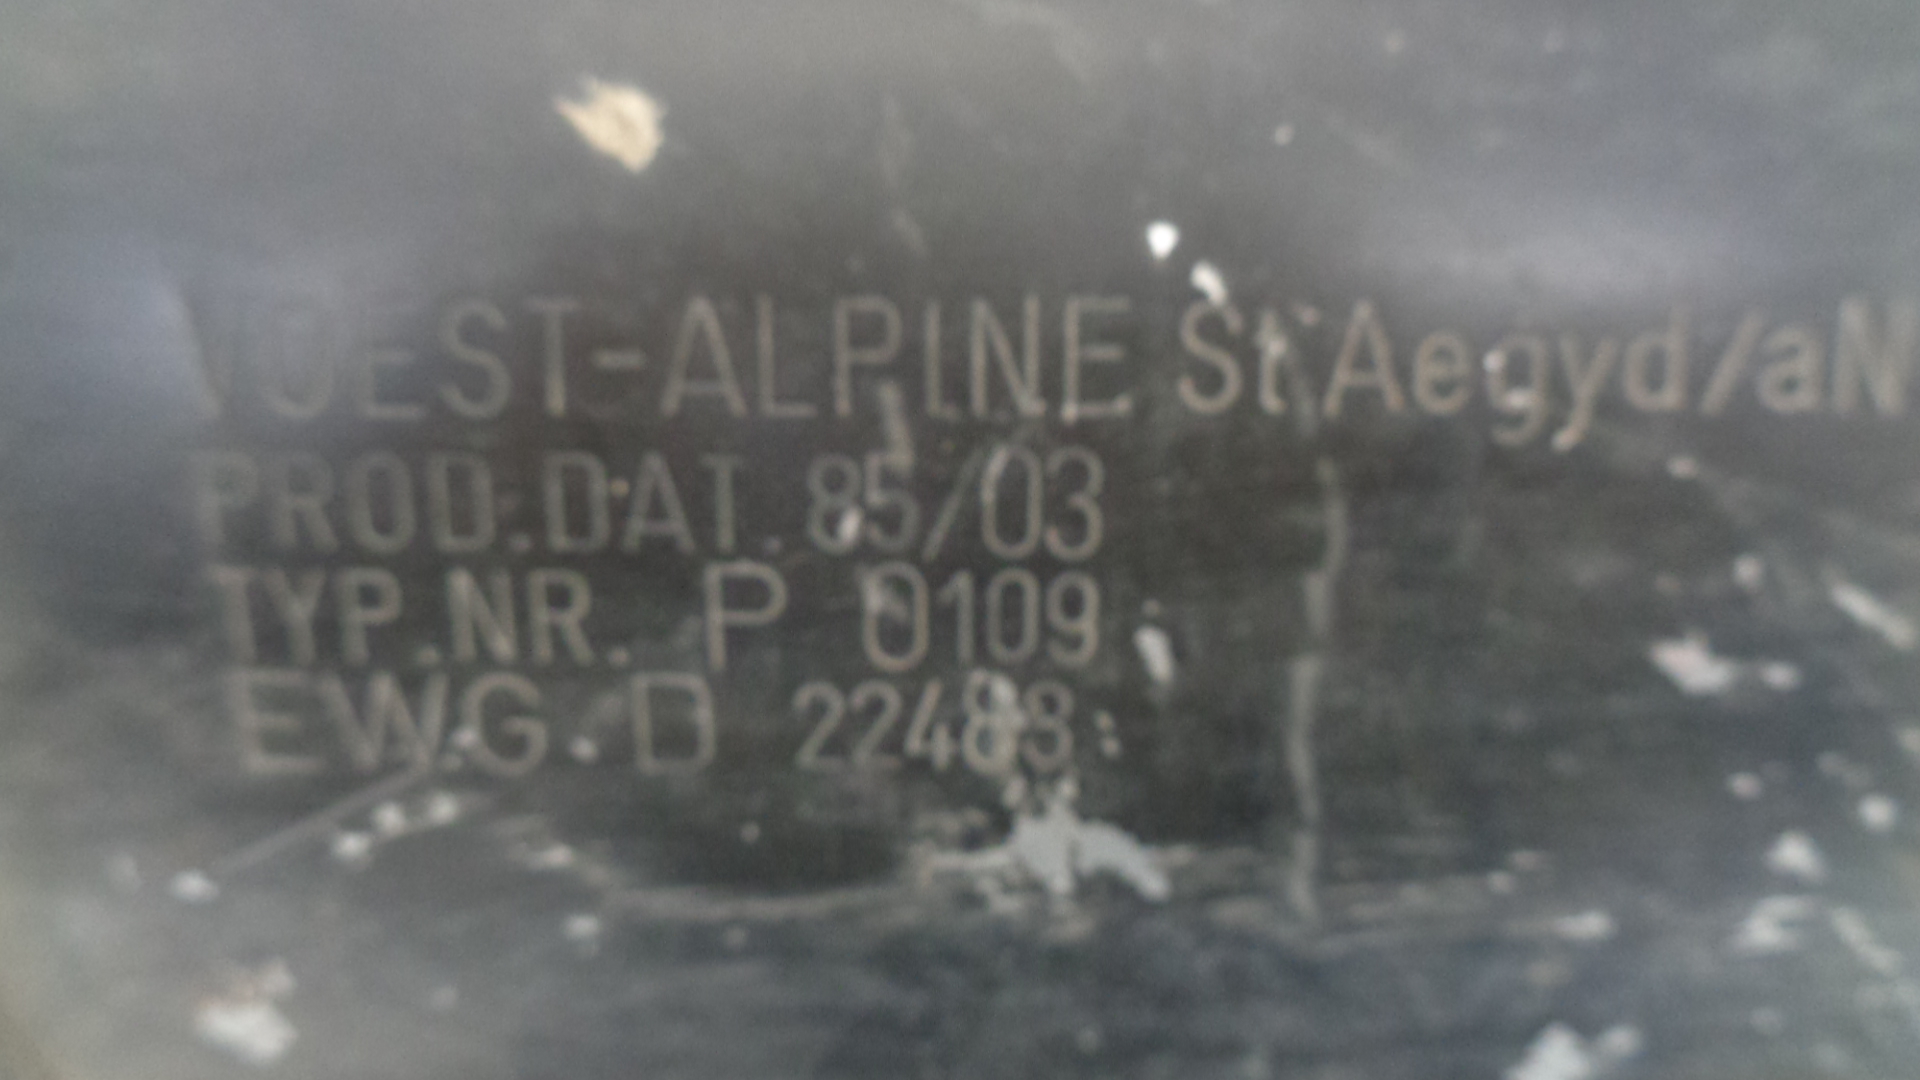 VOEST-ALPINE St Aegyd/aN
PROD.DAT. 85/03
TYP.NR. P 0109
EWG. D 22488